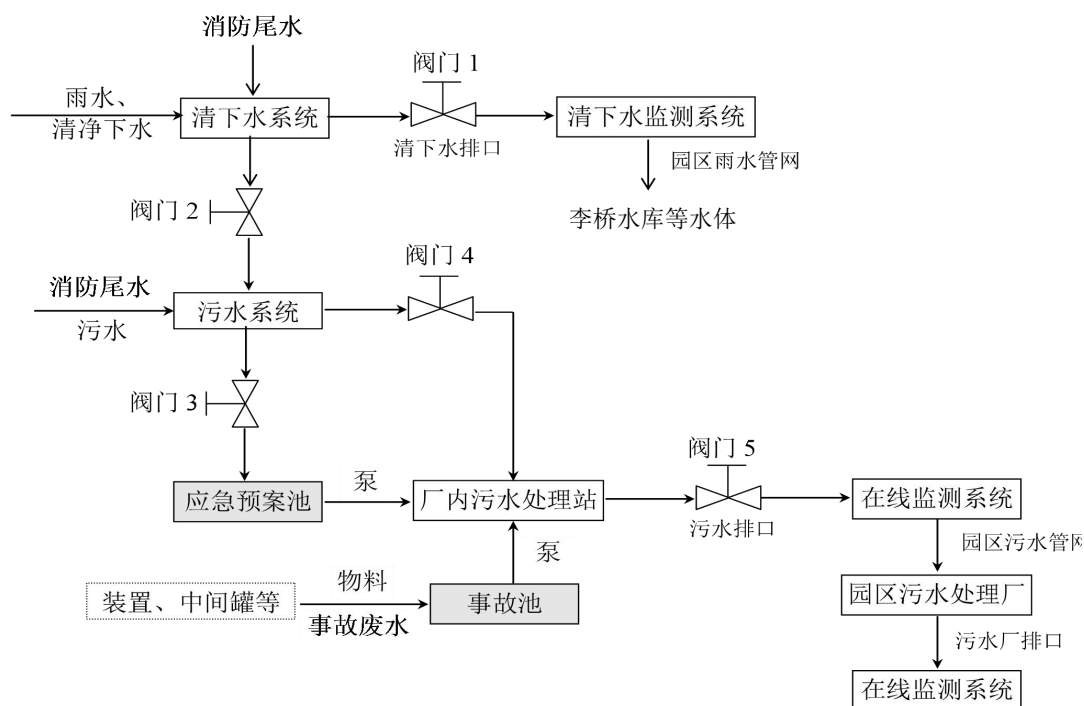 消防尾水
阀门 1
雨水、
清净下水
清下水系统
清下水监测系统
清下水排口
园区雨水管网
阀门 2
李桥水库等水体
阀门 4
消防尾水
污水
污水系统
阀门 3
阀门 5
应急预案池
泵
厂内污水处理站
在线监测系统
污水排口
园区污水管网
泵
物料
装置、中间罐等
事故池
园区污水处理厂
事故废水
污水厂排口
在线监测系统